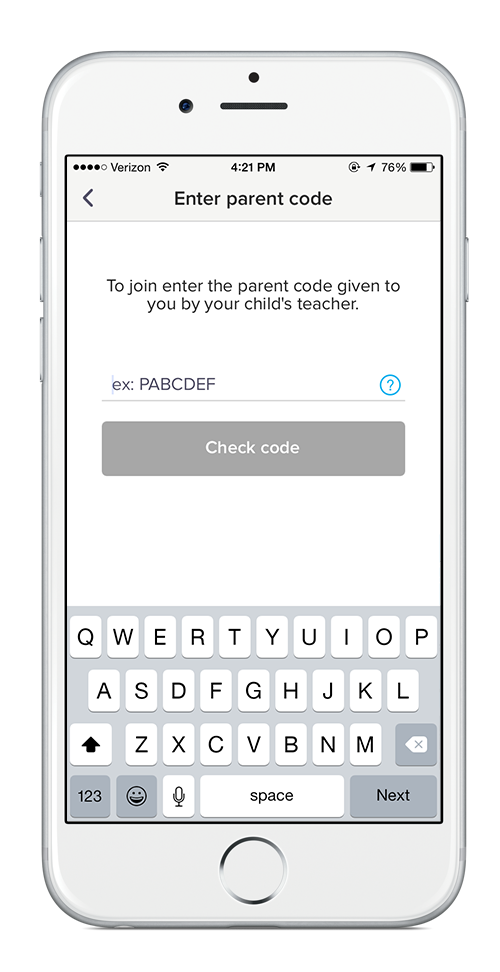 Verizon 4:21 PM 76%
Enter parent code
To join enter the parent code given to
you by your child's teacher.
ex: PABCDEF ?
Check code
Q W E R T Y U I O P
A S D F G H J K L
Z X C V B N M
123 space Next